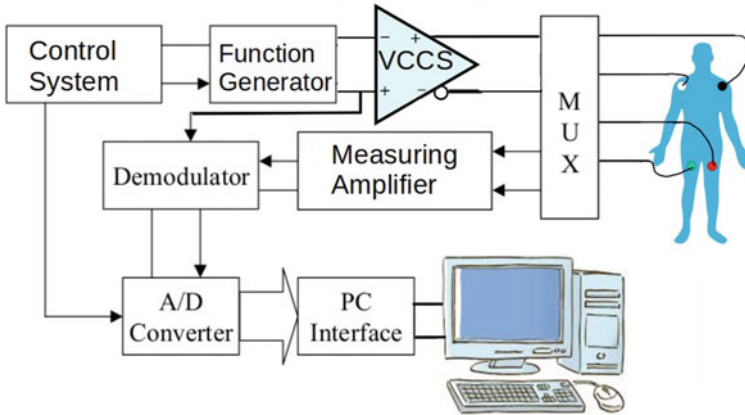 Control
System
Function
Generator
−
+
VCCS
+
−
M
U
X
Demodulator
Measuring
Amplifier
A/D
Converter
PC
Interface